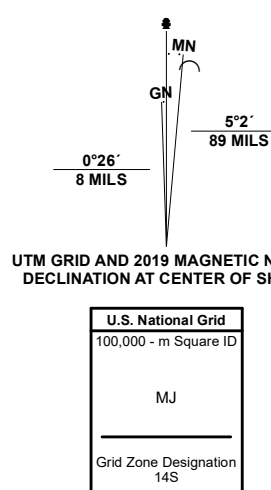 MN
GN
5°2´
89 MILS
0°26´
8 MILS
UTM GRID AND 2019 MAGNETIC N
DECLINATION AT CENTER OF SH
U.S. National Grid
100,000 - m Square ID
MJ
Grid Zone Designation
14S